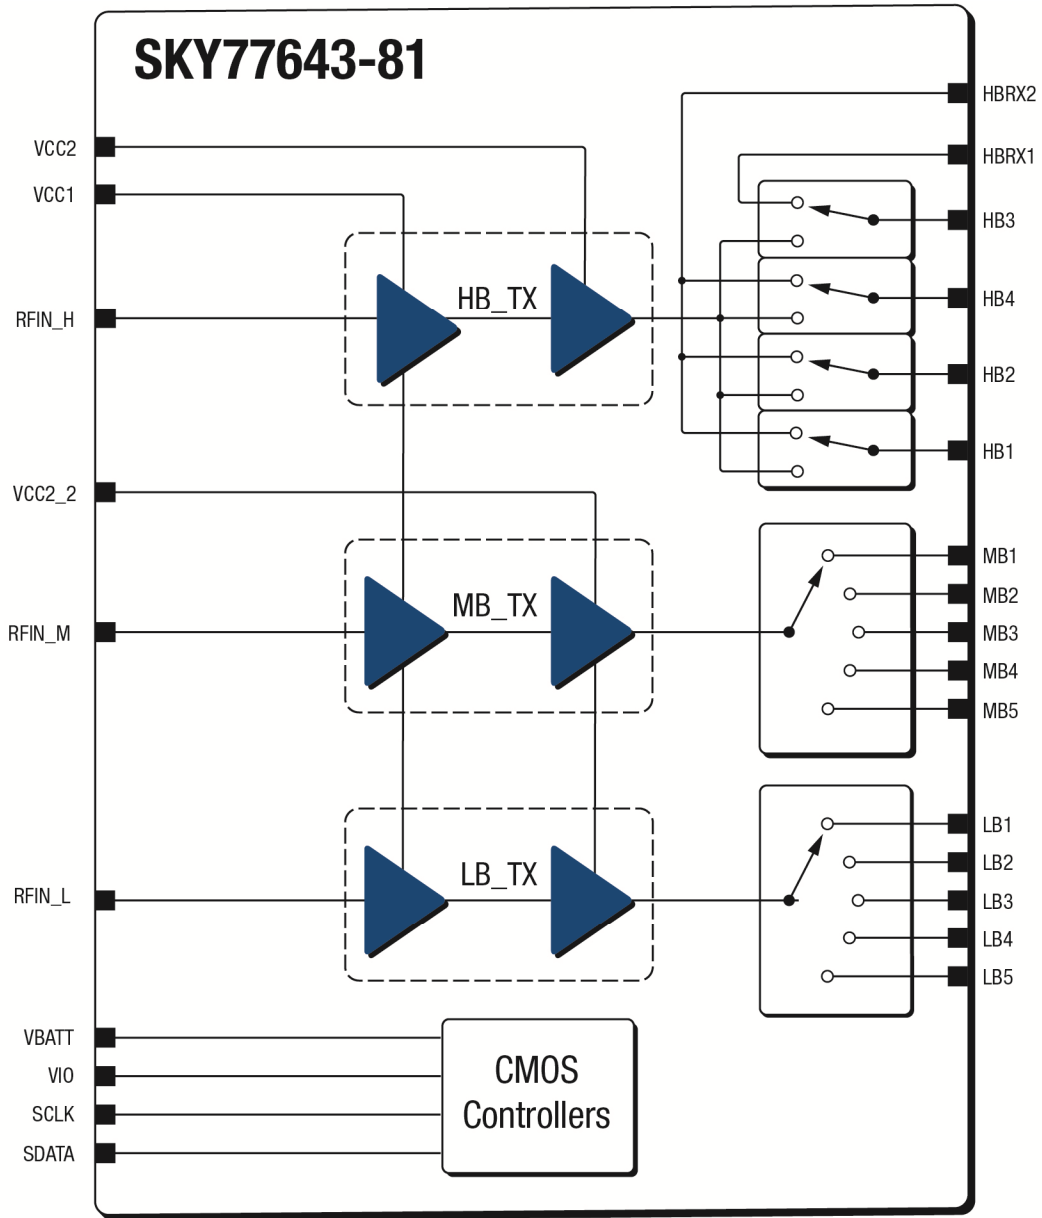 SKY77643-81
VCC2
VCC1
RFIN_H
VCC2_2
RFIN_M
RFIN_L
VBATT
VIO
SCLK
SDATA
HB_TX
MB_TX
LB_TX
CMOS
Controllers
HBRX2
HBRX1
HB3
HB4
HB2
HB1
MB1
MB2
MB3
MB4
MB5
LB1
LB2
LB3
LB4
LB5